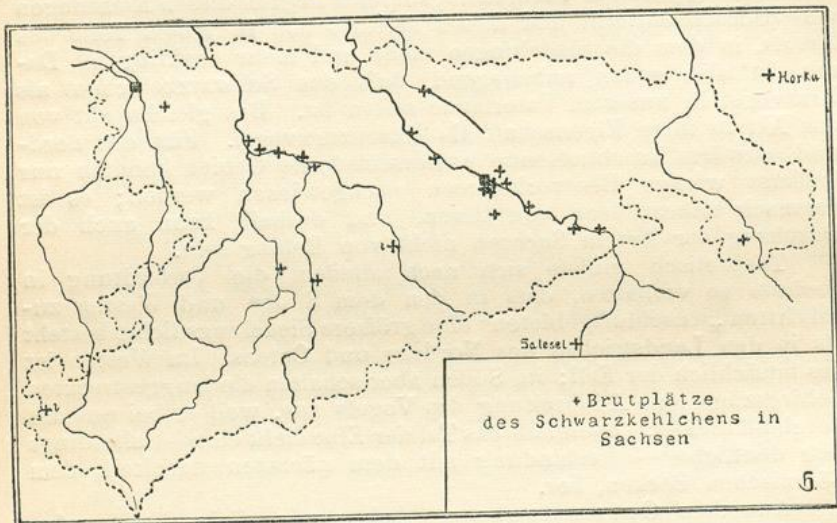 + Horka
Salesel
+ Brutplätze
des Schwarzkehlchens in
Sachsen